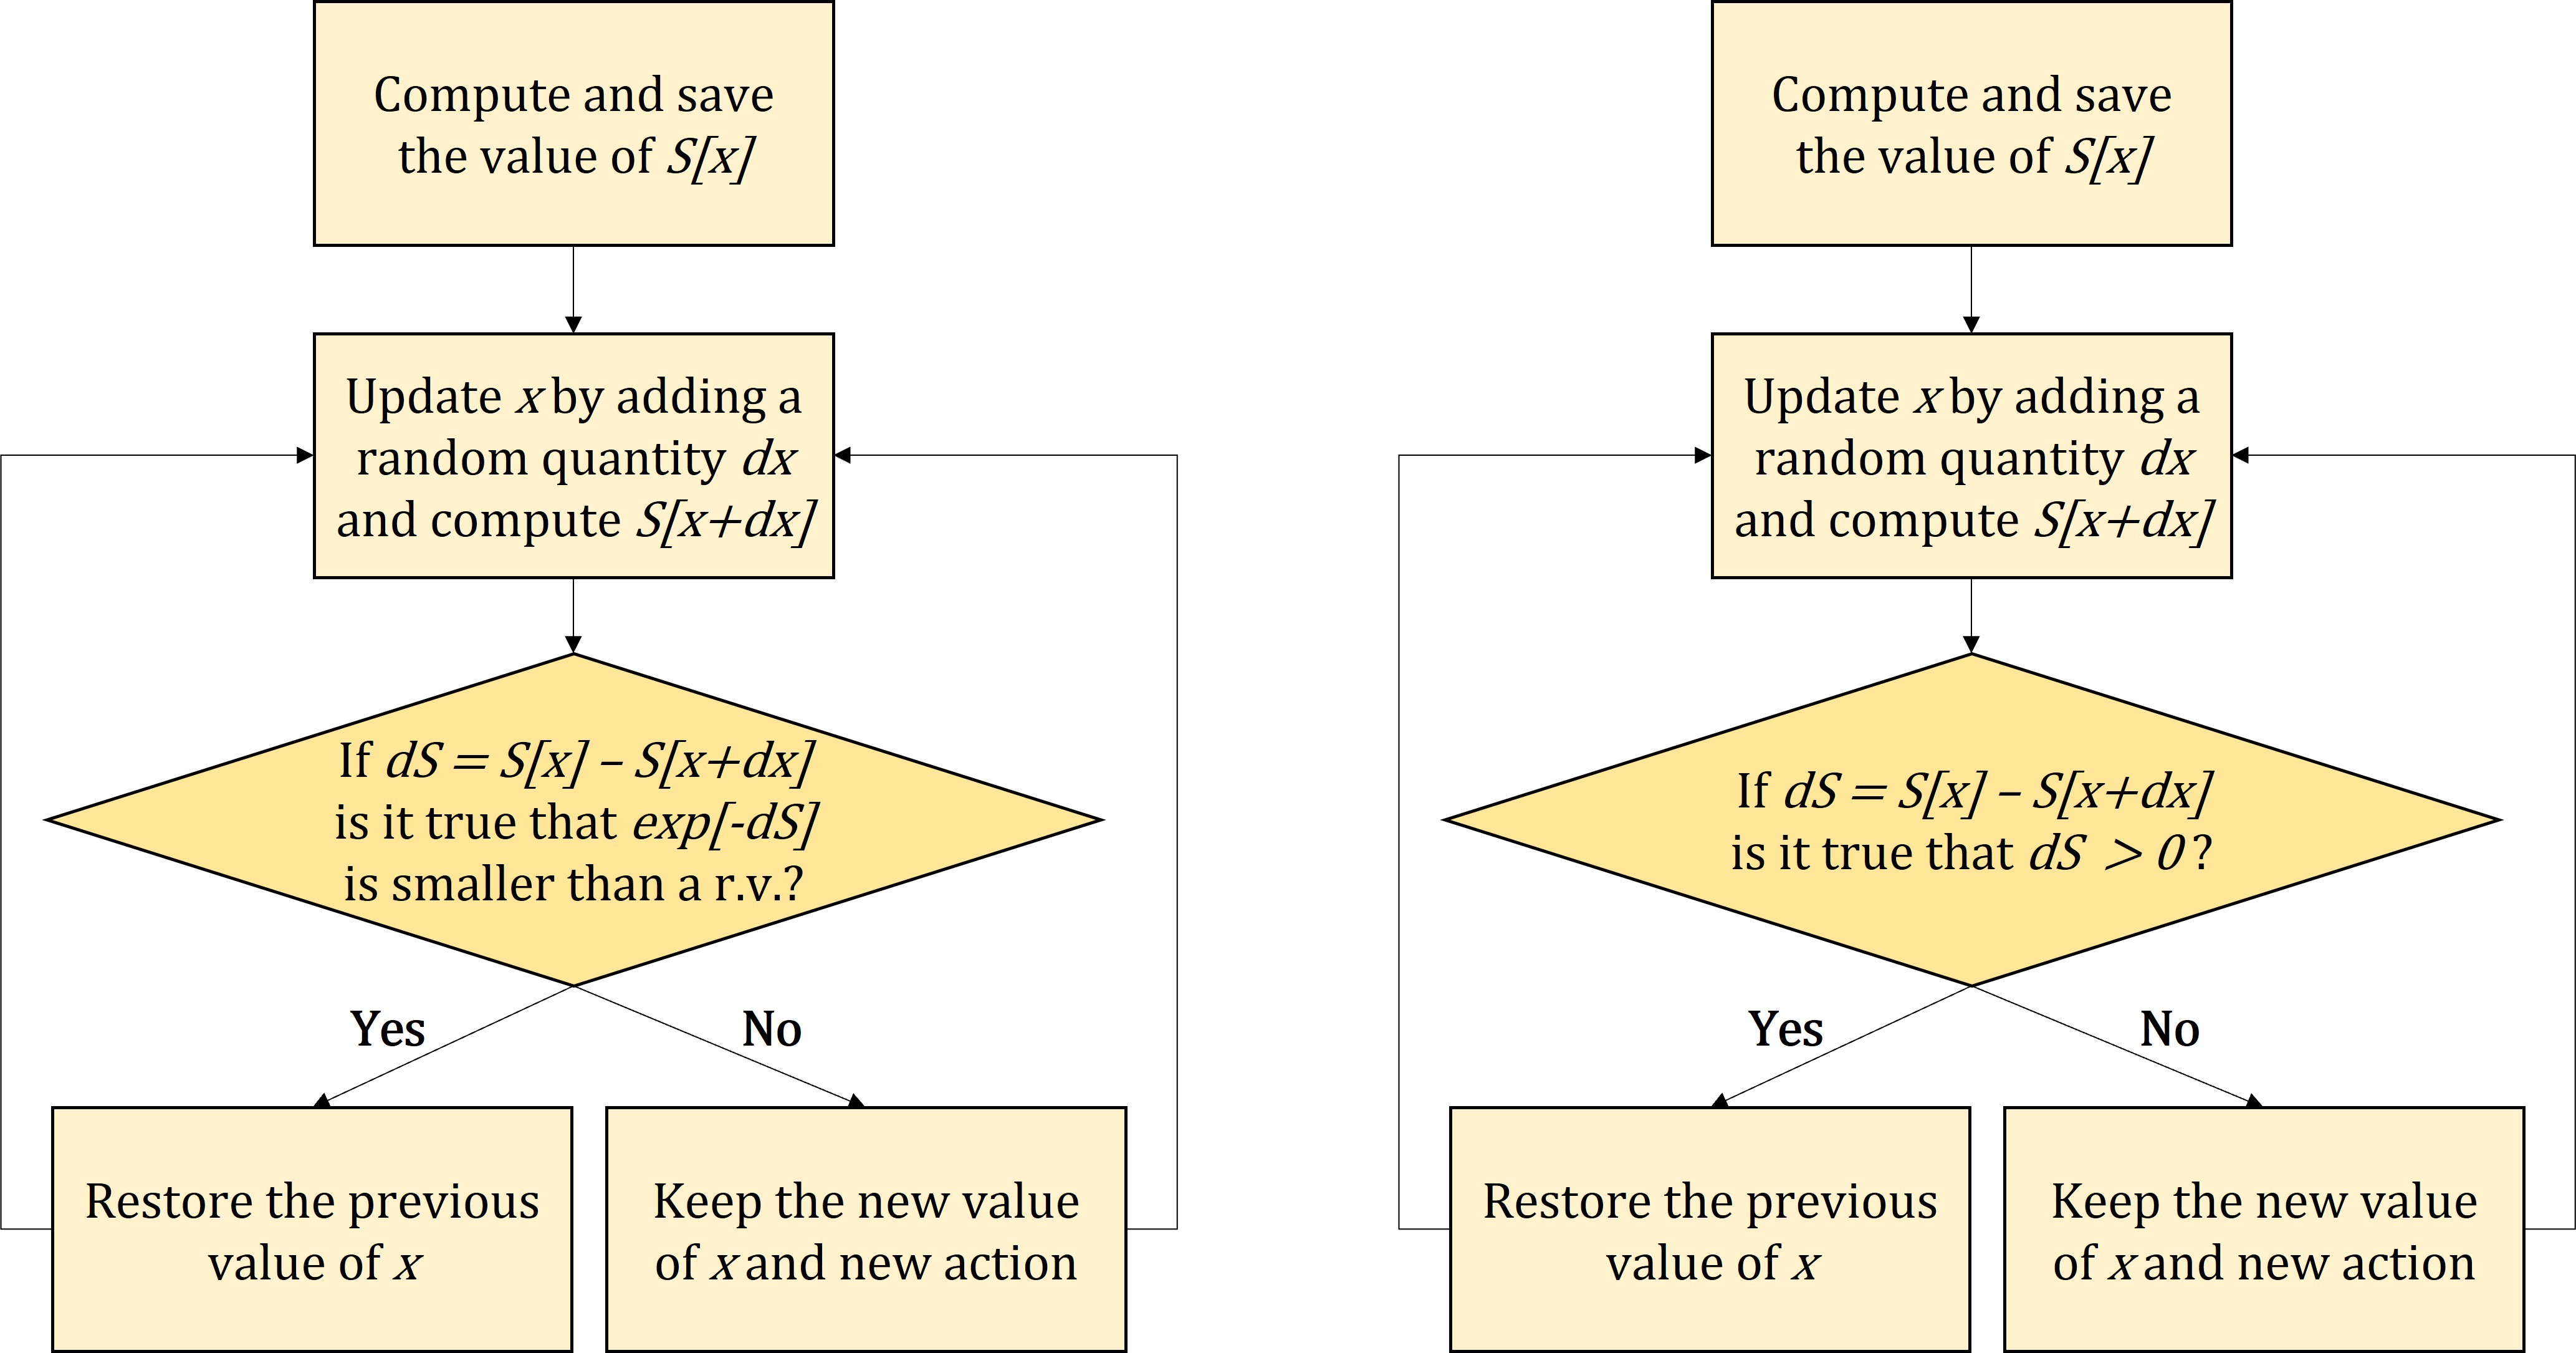 Compute and save
the value of S[x]
Update x by adding a
random quantity dx
and compute S[x+dx]
If dS = S[x] – S[x+dx]
is it true that exp[-dS]
is smaller than a r.v.?
Yes
No
Restore the previous
value of x
Keep the new value
of x and new action
Compute and save
the value of S[x]
Update x by adding a
random quantity dx
and compute S[x+dx]
If dS = S[x] – S[x+dx]
is it true that dS > 0 ?
Yes
No
Restore the previous
value of x
Keep the new value
of x and new action